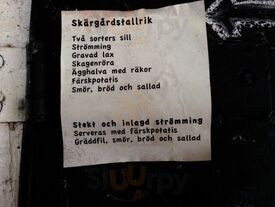 Skärgårdstallrik
Två sorters sill
Strömming
Gravad lax
Skagenröra
Ägghalva med räkor
Färskpotatis
Smör, bröd och sallad
Stekt och inlagd strömming
Serveras med färskpotatis
Gräddfil, smör, bröd och sallad
Sluurpy